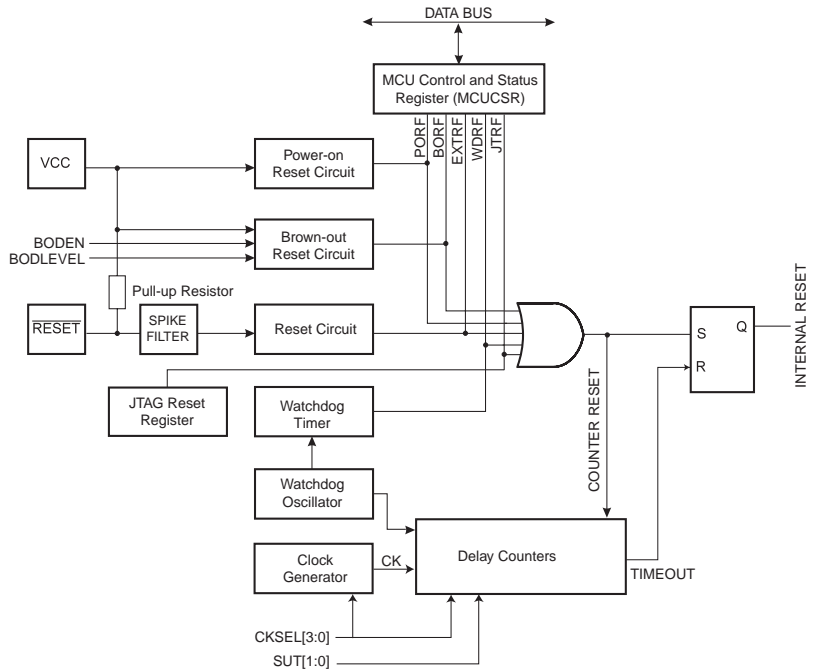 DATA BUS
MCU Control and Status
Register (MCUCSR)
PORF
BORF
EXTRF
WDRF
JTRF
VCC
Power-on
Reset Circuit
BODEN
BODLEVEL
Brown-out
Reset Circuit
Pull-up Resistor
RESET
SPIKE
FILTER
Reset Circuit
JTAG Reset
Register
Watchdog
Timer
Watchdog
Oscillator
Clock
Generator
CK
Delay Counters
CKSEL[3:0]
SUT[1:0]
COUNTER RESET
TIMEOUT
S
R
Q
INTERNAL RESET